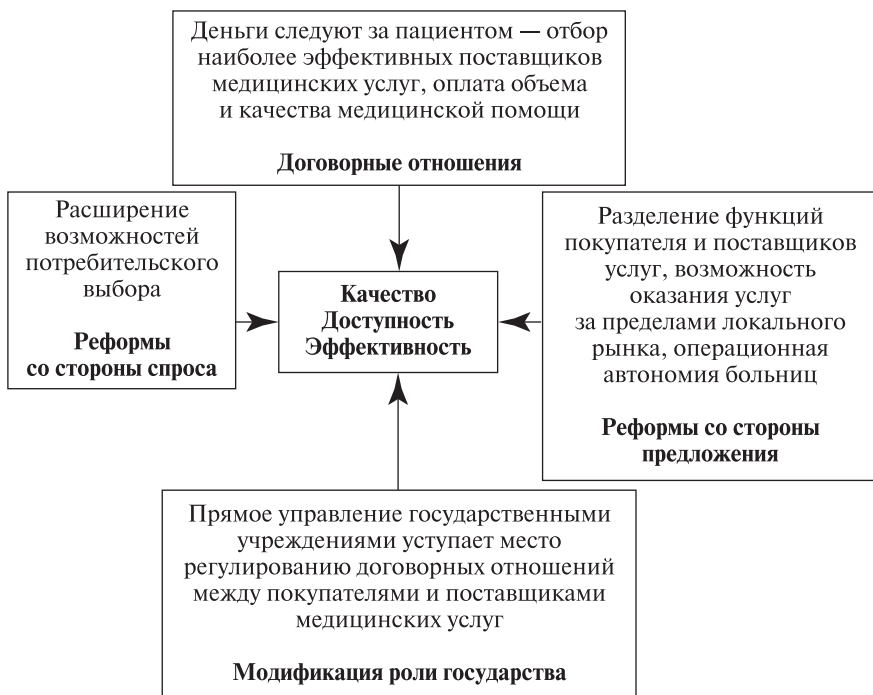 Деньги следуют за пациентом — отбор
наиболее эффективных поставщиков
медицинских услуг, оплата объема
и качества медицинской помощи
Договорные отношения
Расширение
возможностей
потребительского
выбора
Реформы
со стороны спроса
Качество
Доступность
Эффективность
Разделение функций
покупателя и поставщиков
услуг, возможность
оказания услуг
за пределами локального
рынка, операционная
автономия больниц
Реформы со стороны
предложения
Прямое управление государственными
учреждениями уступает место
регулированию договорных отношений
между покупателями и поставщиками
медицинских услуг
Модификация роли государства